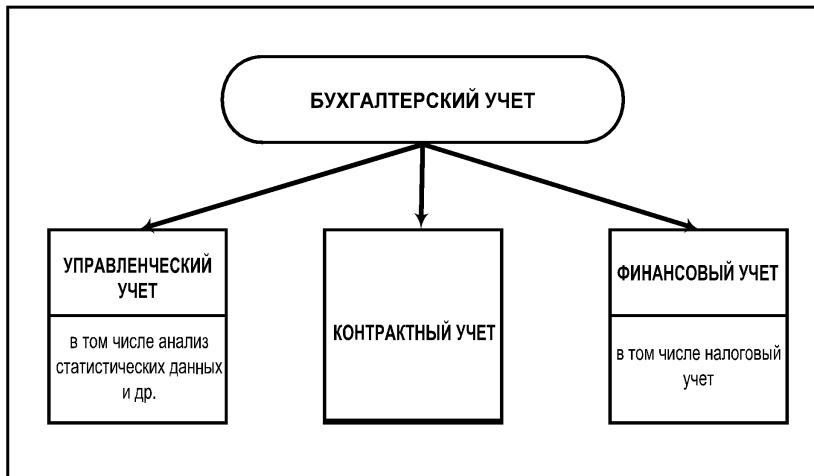 БУХГАЛТЕРСКИЙ УЧЕТ
УПРАВЛЕНЧЕСКИЙ
УЧЕТ
в том числе анализ
статистических данных
и др.
КОНТРАКТНЫЙ УЧЕТ
ФИНАНСОВЫЙ УЧЕТ
в том числе налоговый
учет